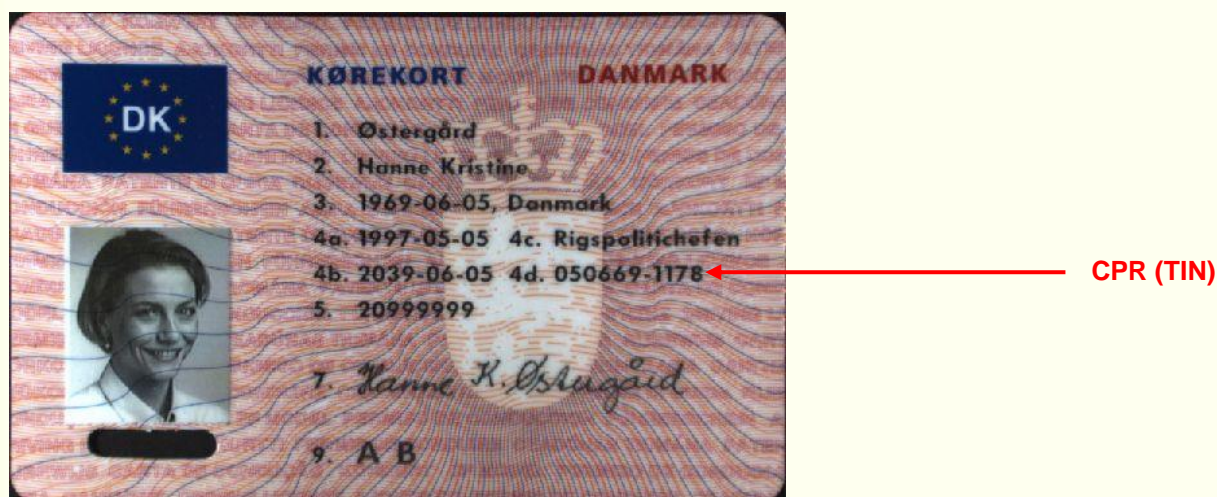 DK
KØREKORT DANMARK
1. Østergård
2. Hanne Kristine
3. 1969-06-05, Danmark
4a. 1997-05-05 4c. Rigspolitichefen
4b. 2039-06-05 4d. 050669-1178
CPR (TIN)
5. 20999999
7. Hanne K. Østergård
9. A B